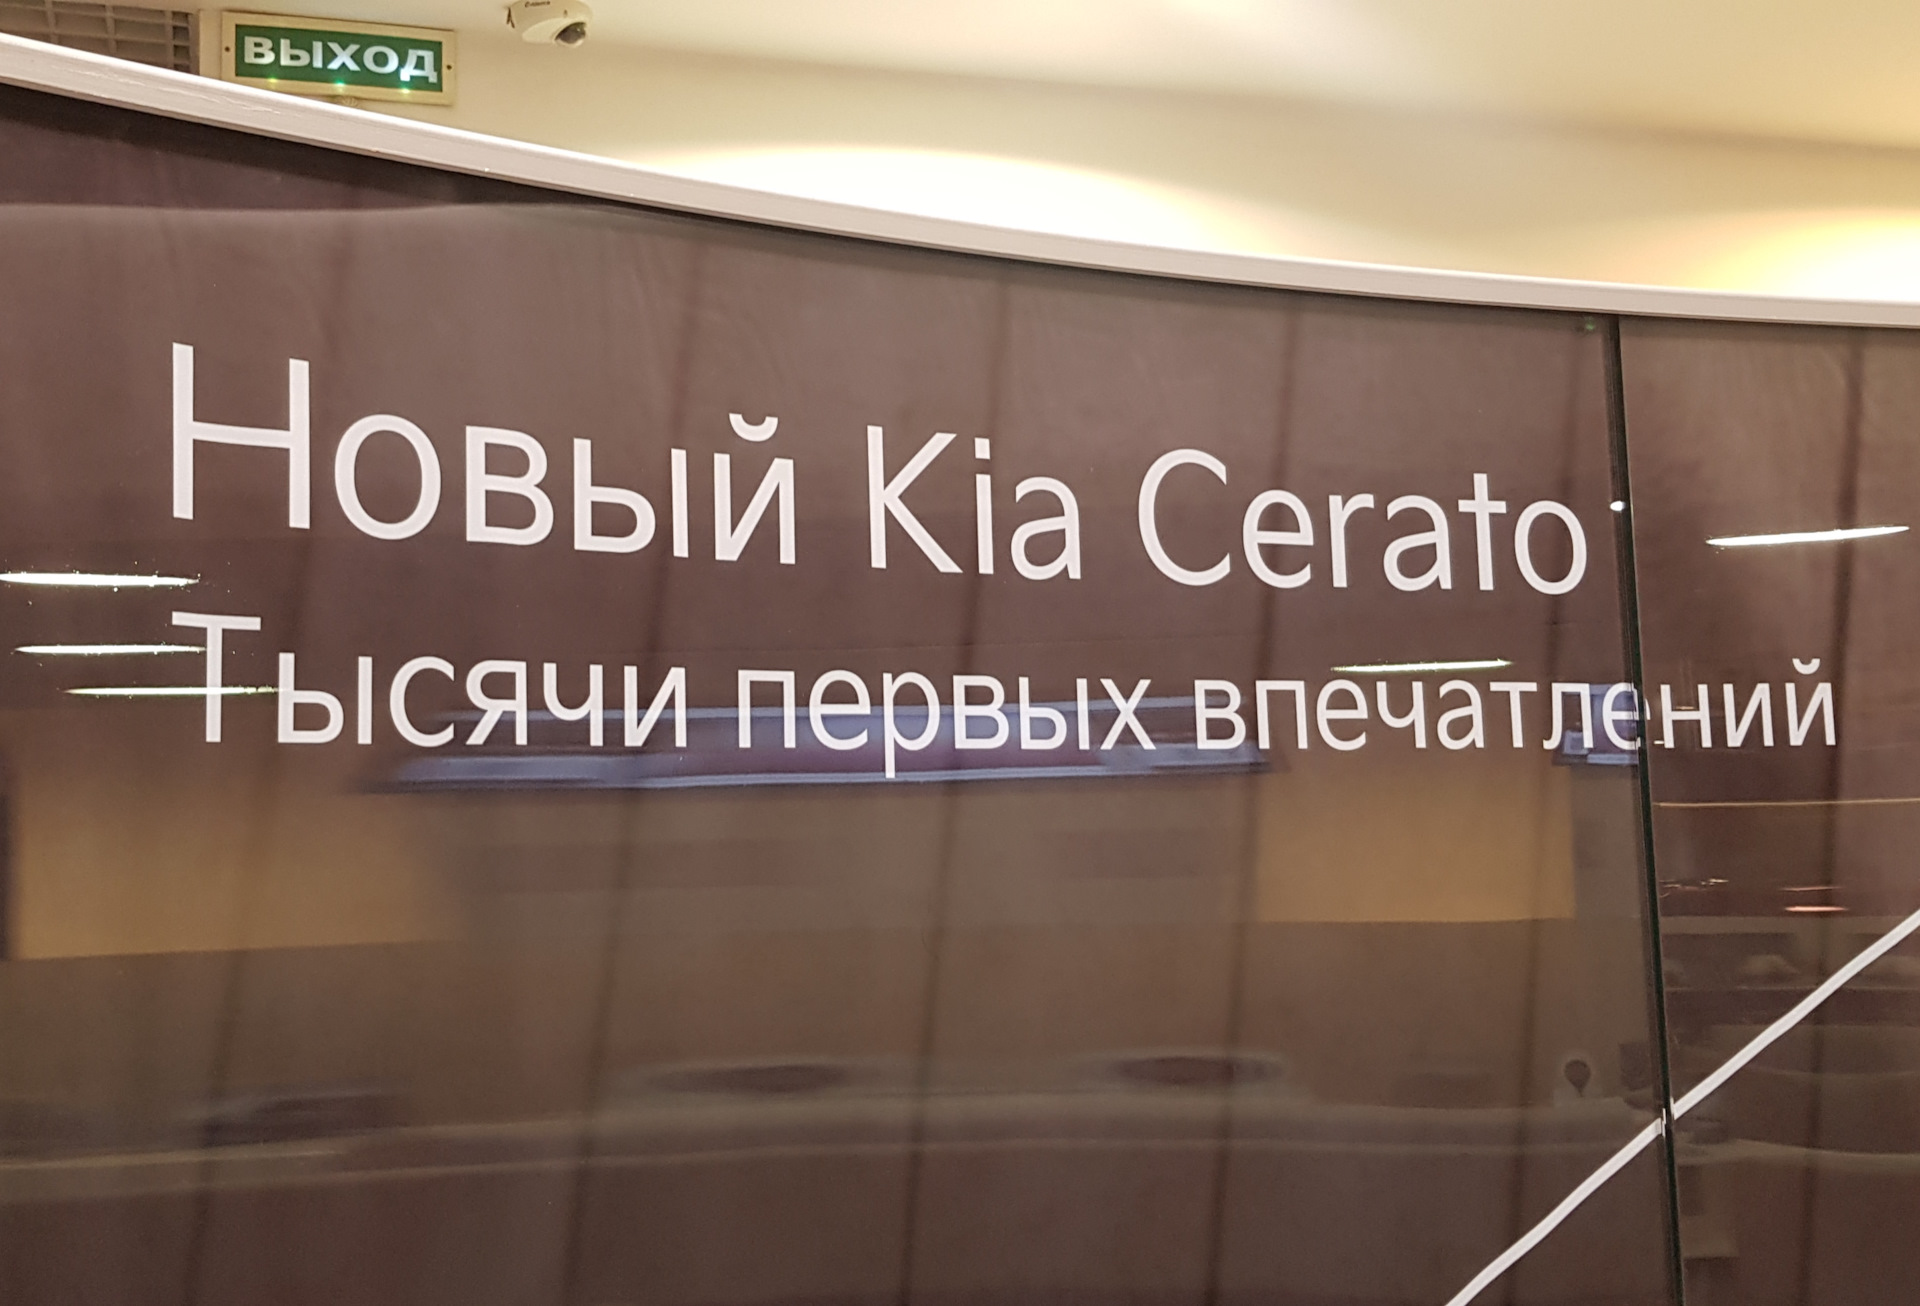 ВЫХОД
Новый Kia Cerato
Тысячи первых впечатлений